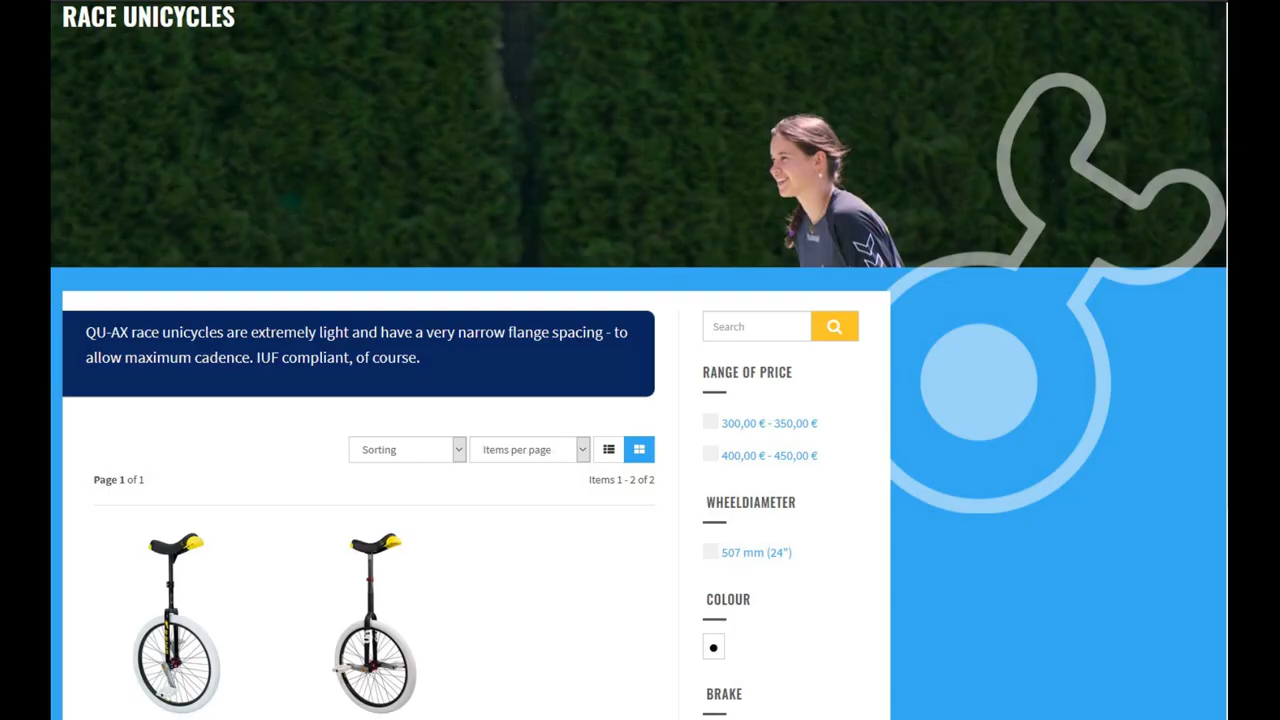 RACE UNICYCLES
QU-AX race unicycles are extremely light and have a very narrow flange spacing - to
allow maximum cadence. IUF compliant, of course.
Sorting
Items per page
Page 1 of 1
Items 1 - 2 of 2
Search
RANGE OF PRICE
300,00 € - 350,00 €
400,00 € - 450,00 €
WHEELDIAMETER
507 mm (24")
COLOUR
BRAKE